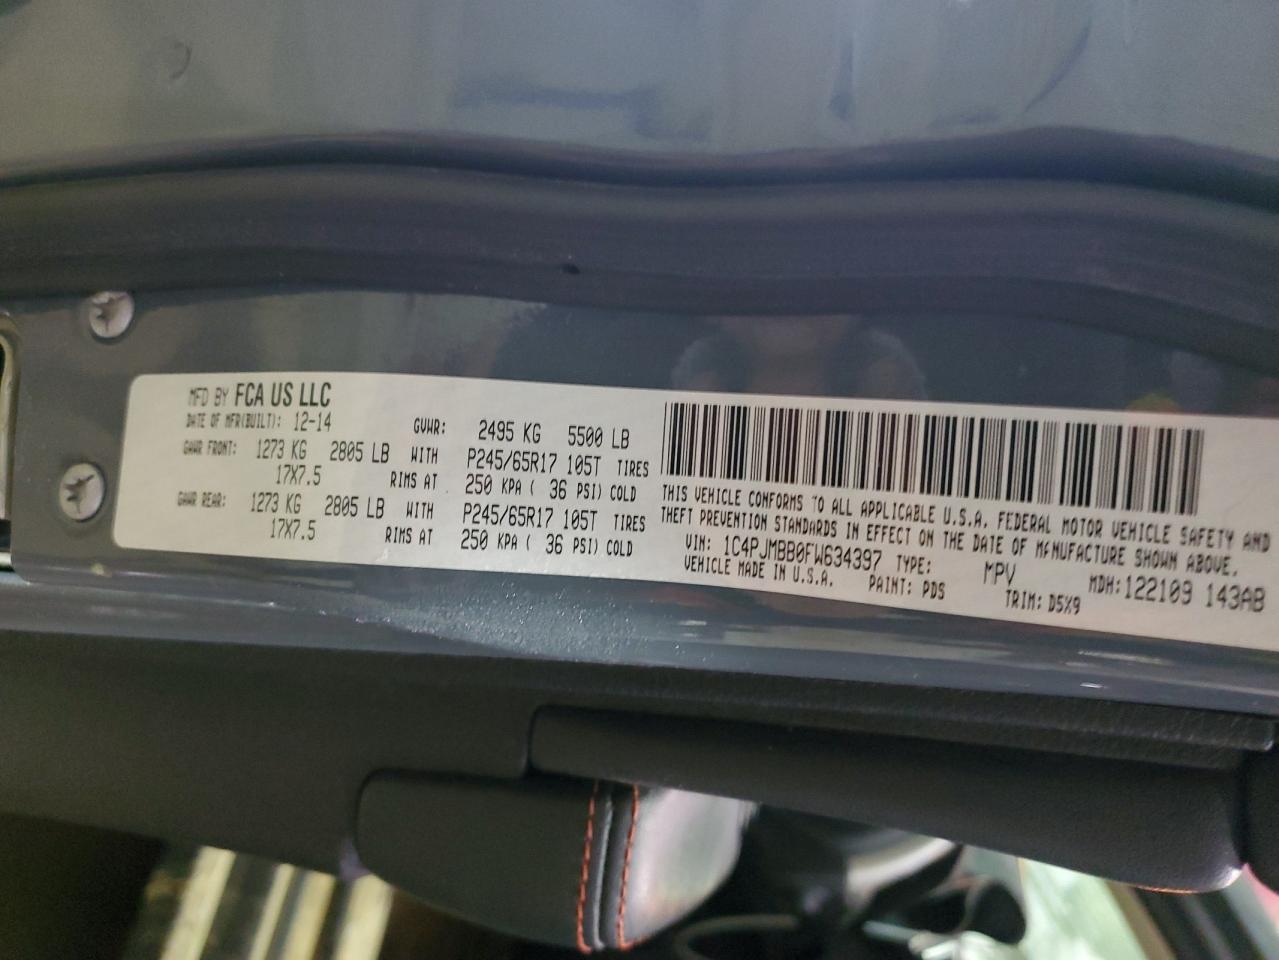 MFD BY FCA US LLC
DATE OF MFR(BUILT): 12-14 GVWR: 2495 KG 5500 LB
GAWR FRONT: 1273 KG 2805 LB WITH P245/65R17 105T TIRES
17X7.5 RIMS AT 250 KPA ( 36 PSI) COLD
GAWR REAR: 1273 KG 2805 LB WITH P245/65R17 105T TIRES
17X7.5 RIMS AT 250 KPA ( 36 PSI) COLD
THIS VEHICLE CONFORMS TO ALL APPLICABLE U.S.A. FEDERAL MOTOR VEHICLE SAFETY AND
THEFT PREVENTION STANDARDS IN EFFECT ON THE DATE OF MANUFACTURE SHOWN ABOVE.
VIN: 1C4PJMBB0FW634397 TYPE: MPV MDH:122109 143AB
VEHICLE MADE IN U.S.A. PAINT: PDS TRIM: D5X9